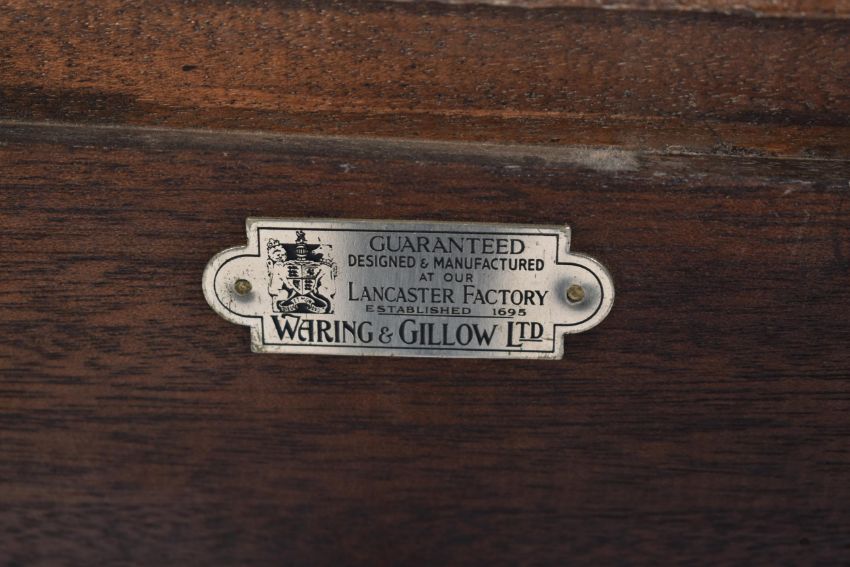 GUARANTEED
DESIGNED & MANUFACTURED
AT OUR
LANCASTER FACTORY
ESTABLISHED 1695
WARING & GILLOW LTD